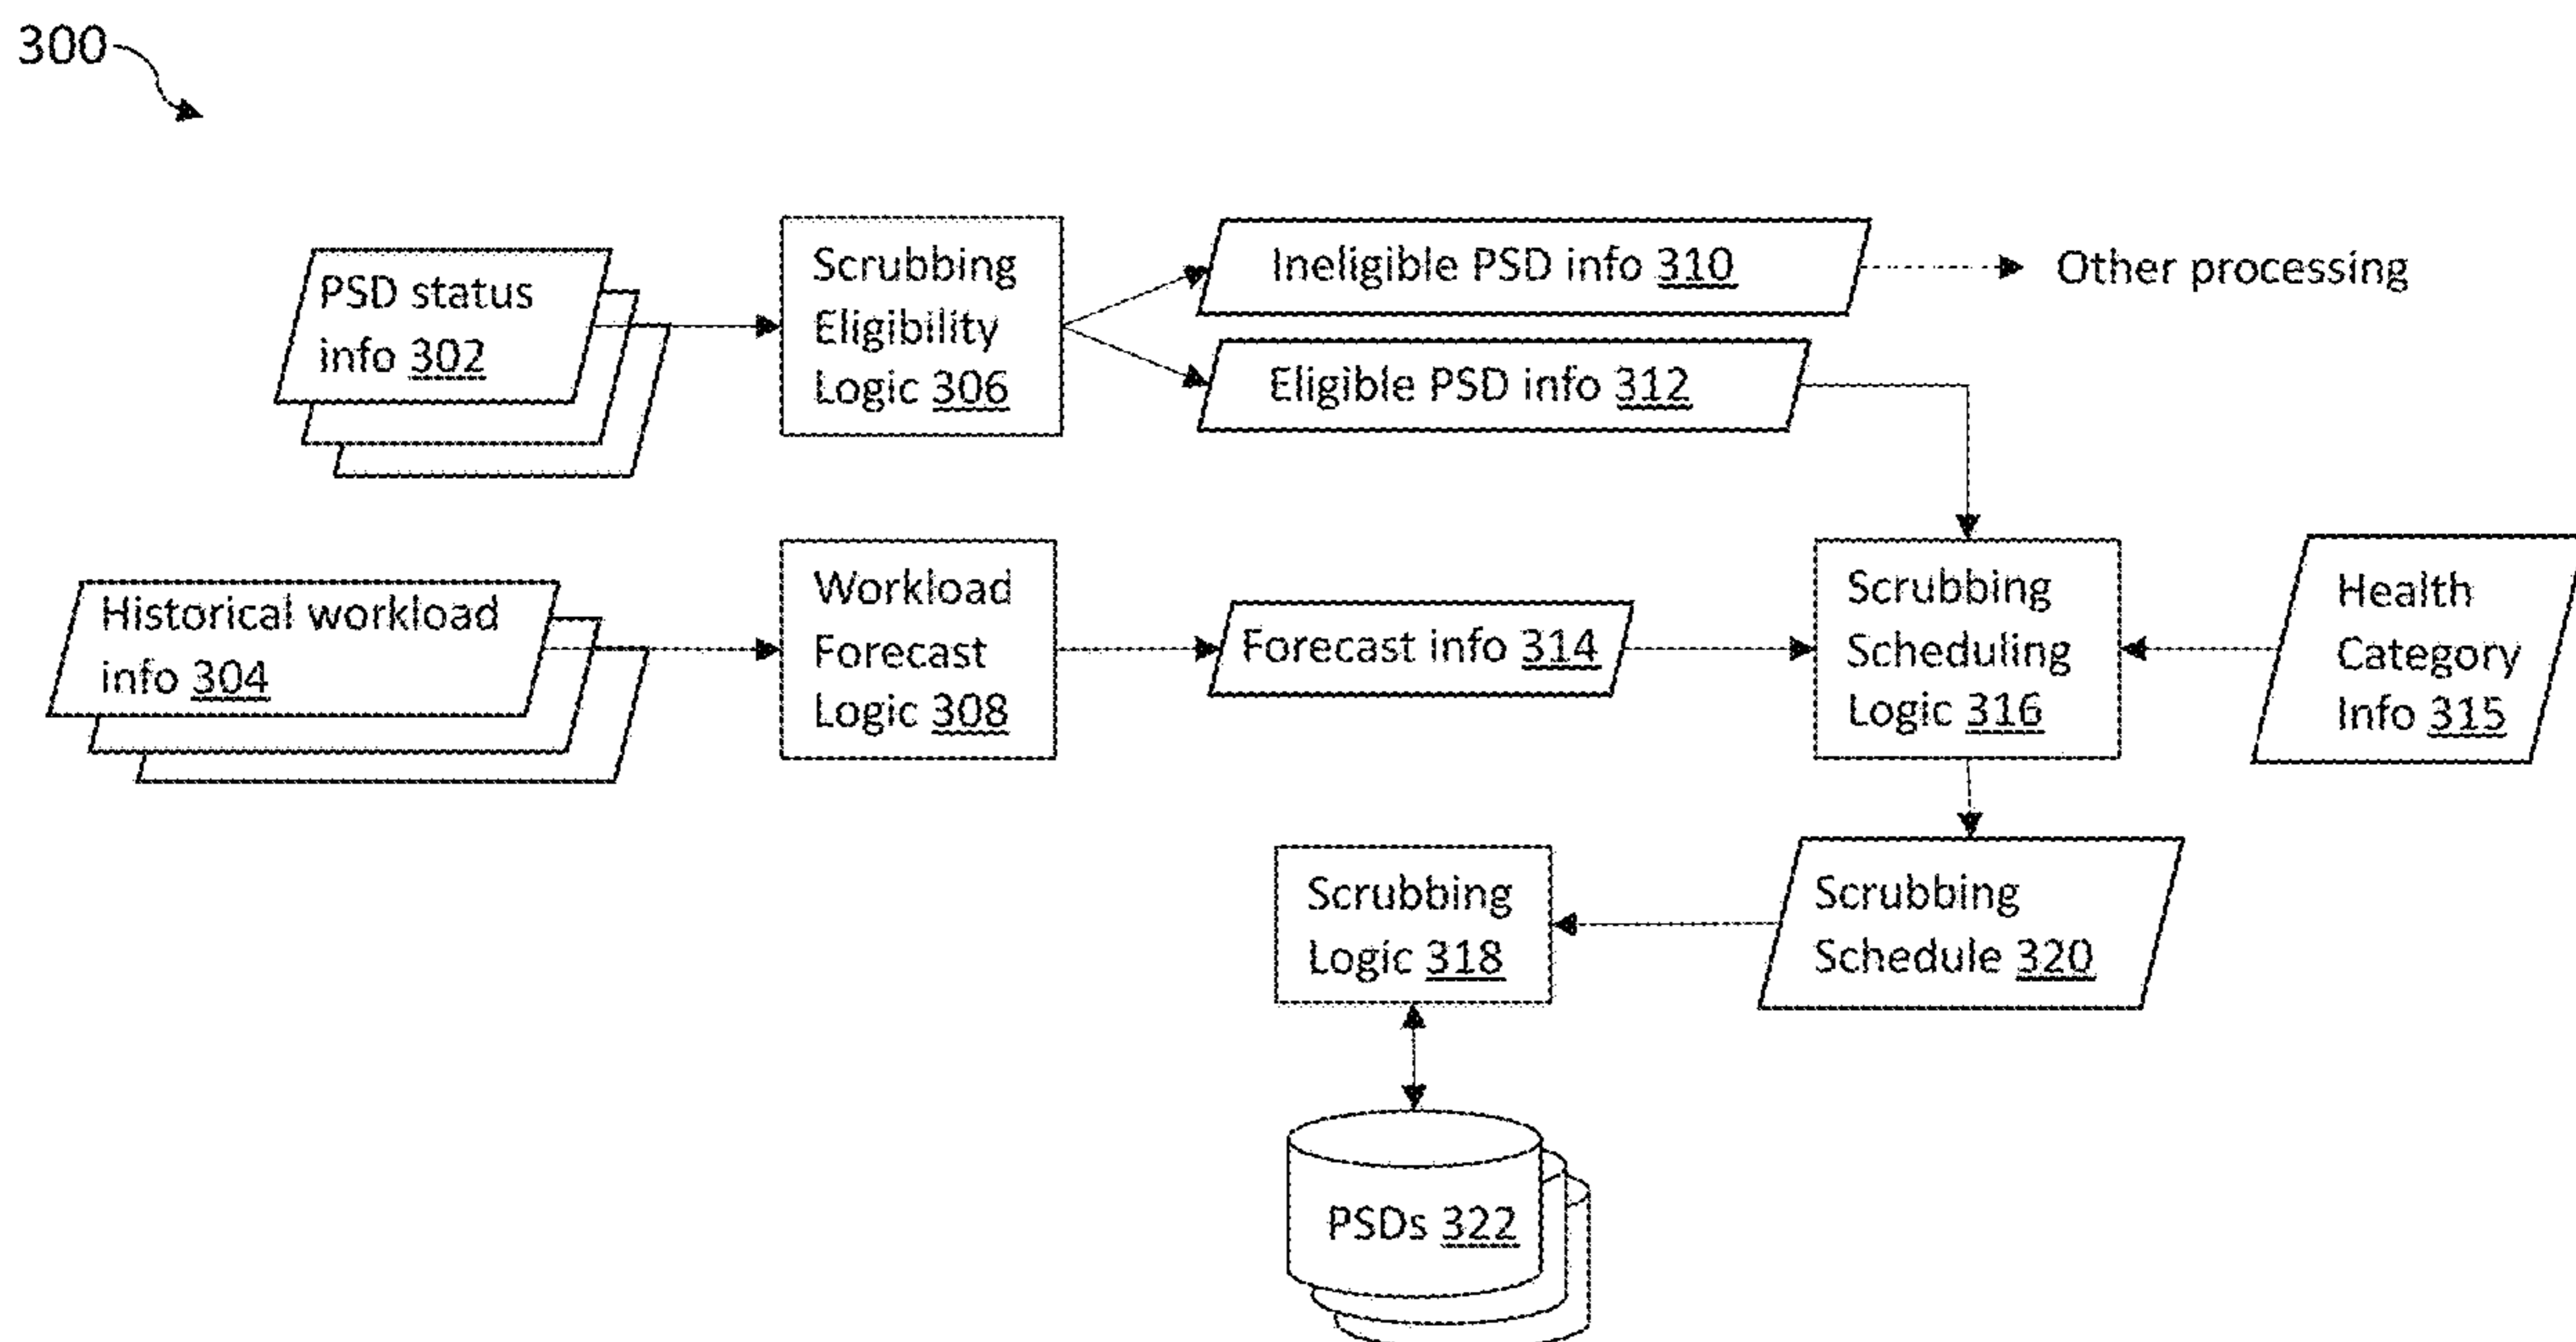 300
PSD status
info 302
Scrubbing
Eligibility
Logic 306
Ineligible PSD info 310
Other processing
Eligible PSD info 312
Historical workload
info 304
Workload
Forecast
Logic 308
Forecast info 314
Scrubbing
Scheduling
Logic 316
Health
Category
Info 315
Scrubbing
Logic 318
Scrubbing
Schedule 320
PSDs 322